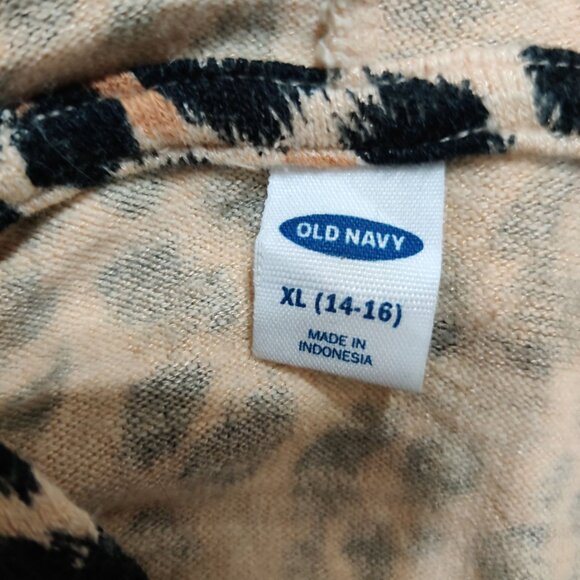 OLD NAVY
XL (14-16)
MADE IN
INDONESIA